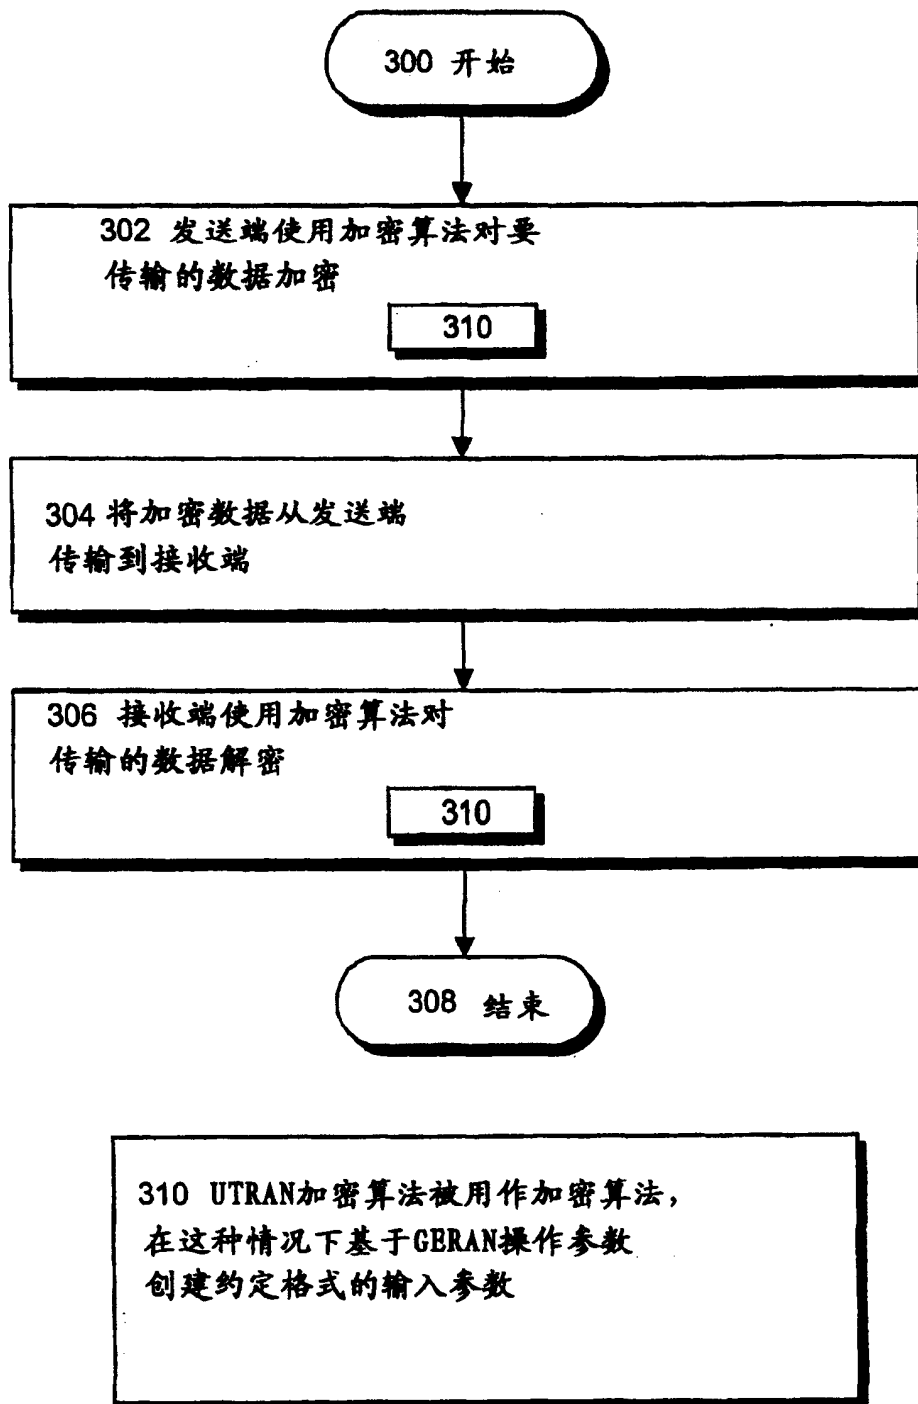 300 开始
302 发送端使用加密算法对要
传输的数据加密
310
304 将加密数据从发送端
传输到接收端
306 接收端使用加密算法对
传输的数据解密
310
308 结束
310 UTRAN加密算法被用作加密算法,
在这种情况下基于GERAN操作参数
创建约定格式的输入参数